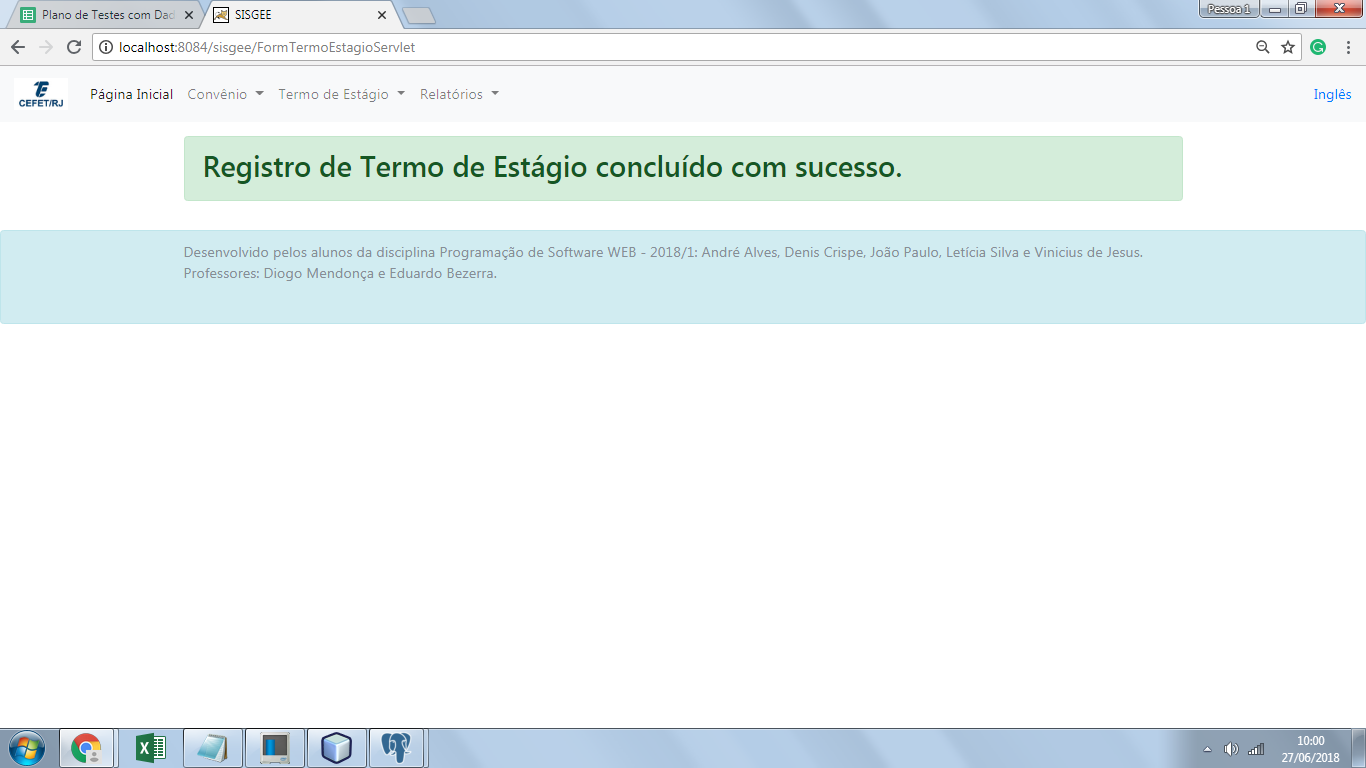 Plano de Testes com Dad
SISGEE
Pessoa 1
localhost:8084/sisgee/FormTermoEstagioServlet
CEFET/RJ
Página Inicial
Convênio
Termo de Estágio
Relatórios
Inglês
Registro de Termo de Estágio concluído com sucesso.
Desenvolvido pelos alunos da disciplina Programação de Software WEB - 2018/1: André Alves, Denis Crispe, João Paulo, Letícia Silva e Vinicius de Jesus.
Professores: Diogo Mendonça e Eduardo Bezerra.
10:00
27/06/2018